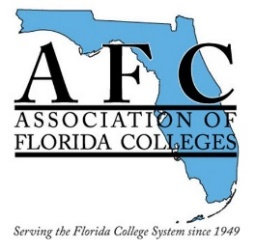 AFC
ASSOCIATION OF
FLORIDA COLLEGES
Serving the Florida College System since 1949